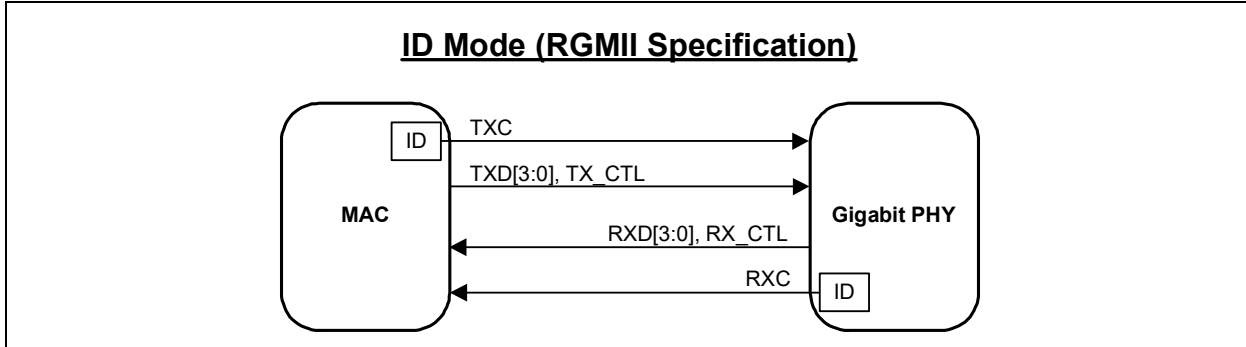 ID Mode (RGMII Specification)
ID
TXC
TXD[3:0], TX_CTL
MAC
Gigabit PHY
RXD[3:0], RX_CTL
RXC
ID